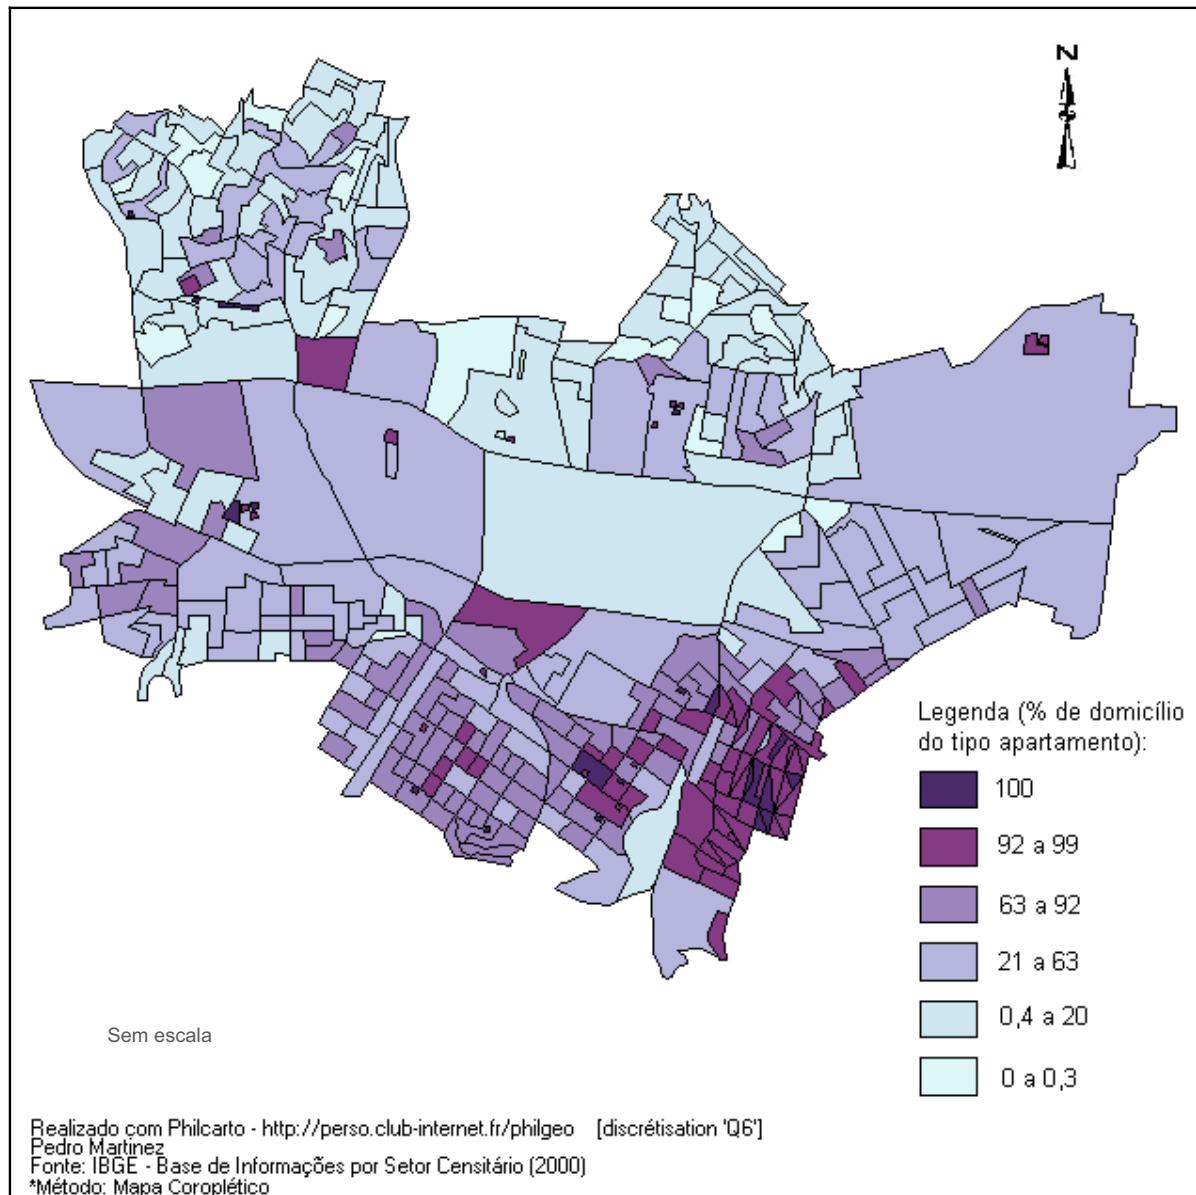 N
Legenda (% de domicílio
do tipo apartamento):
100
92 a 99
63 a 92
21 a 63
0,4 a 20
0 a 0,3
Sem escala
Realizado com Philcarto - http://perso.club-internet.fr/philgeo [discrétisation 'Q6']
Pedro Martinez
Fonte: IBGE - Base de Informações por Setor Censitário (2000)
*Método: Mapa Coroplético